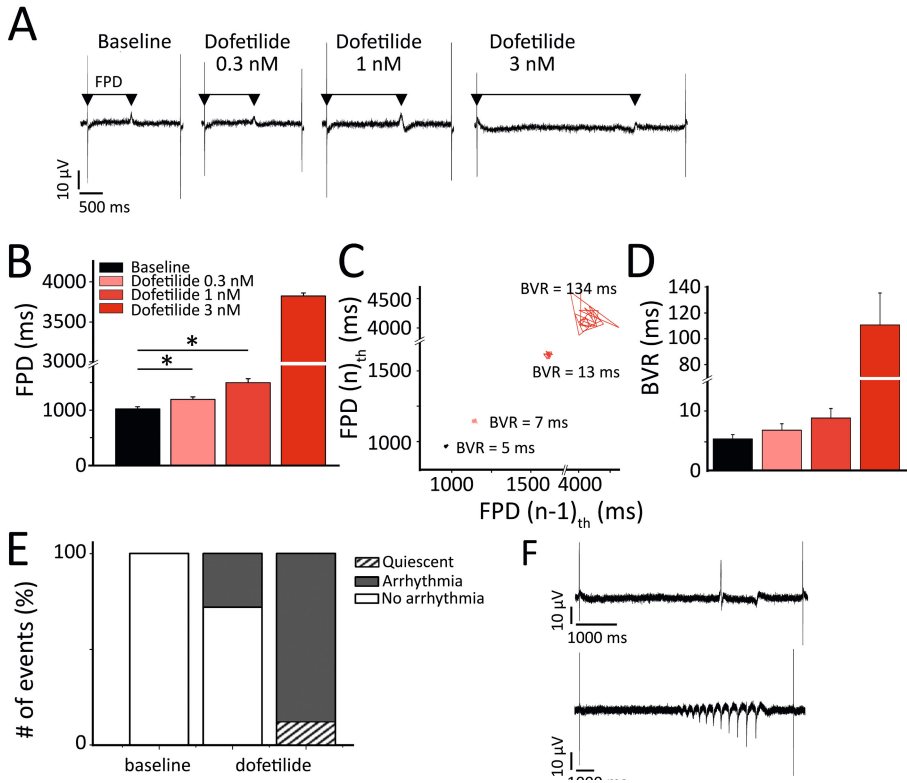 A
Baseline
Dofetilide
0.3 nM
Dofetilide
1 nM
Dofetilide
3 nM
FPD
10 µV
500 ms
B
FPD (ms)
4000
3500
3000
1000
0
Baseline
Dofetilide 0.3 nM
Dofetilide 1 nM
Dofetilide 3 nM
*
*
C
FPD (n)th (ms)
4500
4000
1500
1000
BVR = 134 ms
BVR = 13 ms
BVR = 7 ms
BVR = 5 ms
1000 1500 4000
FPD (n-1)th (ms)
D
BVR (ms)
140
120
100
80
10
0
E
# of events (%)
100
0
Quiescent
Arrhythmia
No arrhythmia
baseline dofetilide
F
10 µV
1000 ms
10 µV
1000 ms